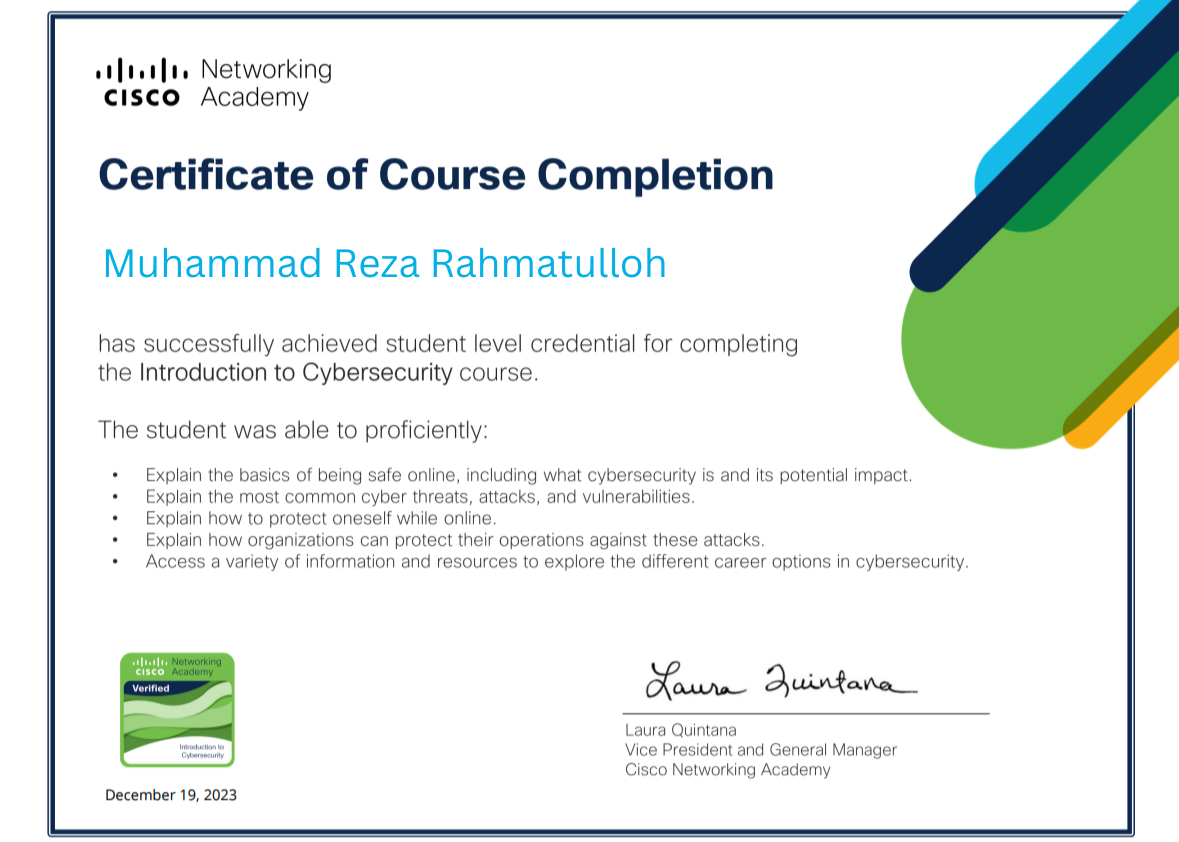 Networking
CISCO Academy
Certificate of Course Completion
Muhammad Reza Rahmatulloh
has successfully achieved student level credential for completing
the Introduction to Cybersecurity course.
The student was able to proficiently:
• Explain the basics of being safe online, including what cybersecurity is and its potential impact.
• Explain the most common cyber threats, attacks, and vulnerabilities.
• Explain how to protect oneself while online.
• Explain how organizations can protect their operations against these attacks.
• Access a variety of information and resources to explore the different career options in cybersecurity.
Networking
CISCO Academy
Verified
Introduction to
Cybersecurity
December 19, 2023
Laura Quintana
Laura Quintana
Vice President and General Manager
Cisco Networking Academy